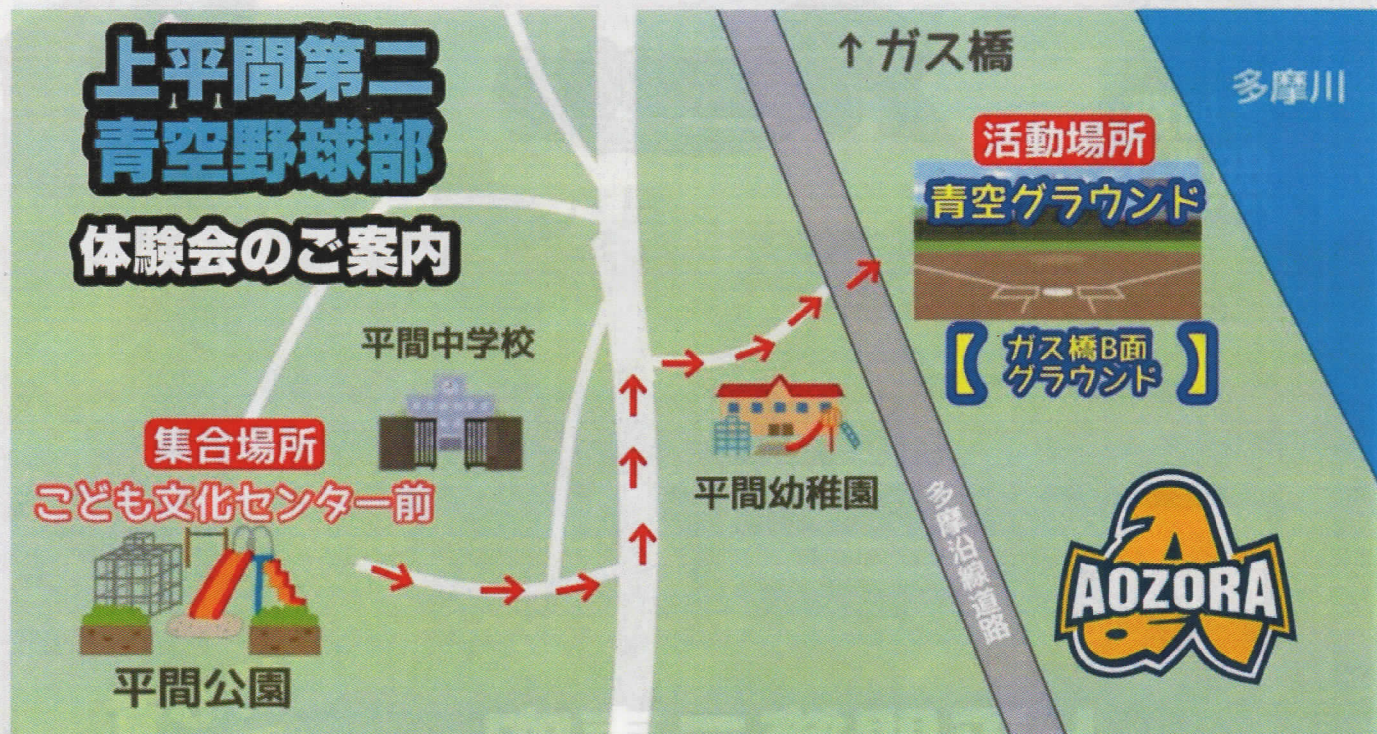 上平間第二
青空野球部
体験会のご案内
↑ガス橋
多摩川
活動場所
青空グラウンド
【ガス橋B面
グラウンド】
平間中学校
集合場所
こども文化センター前
平間公園
平間幼稚園
多摩沿線道路
A
AOZORA